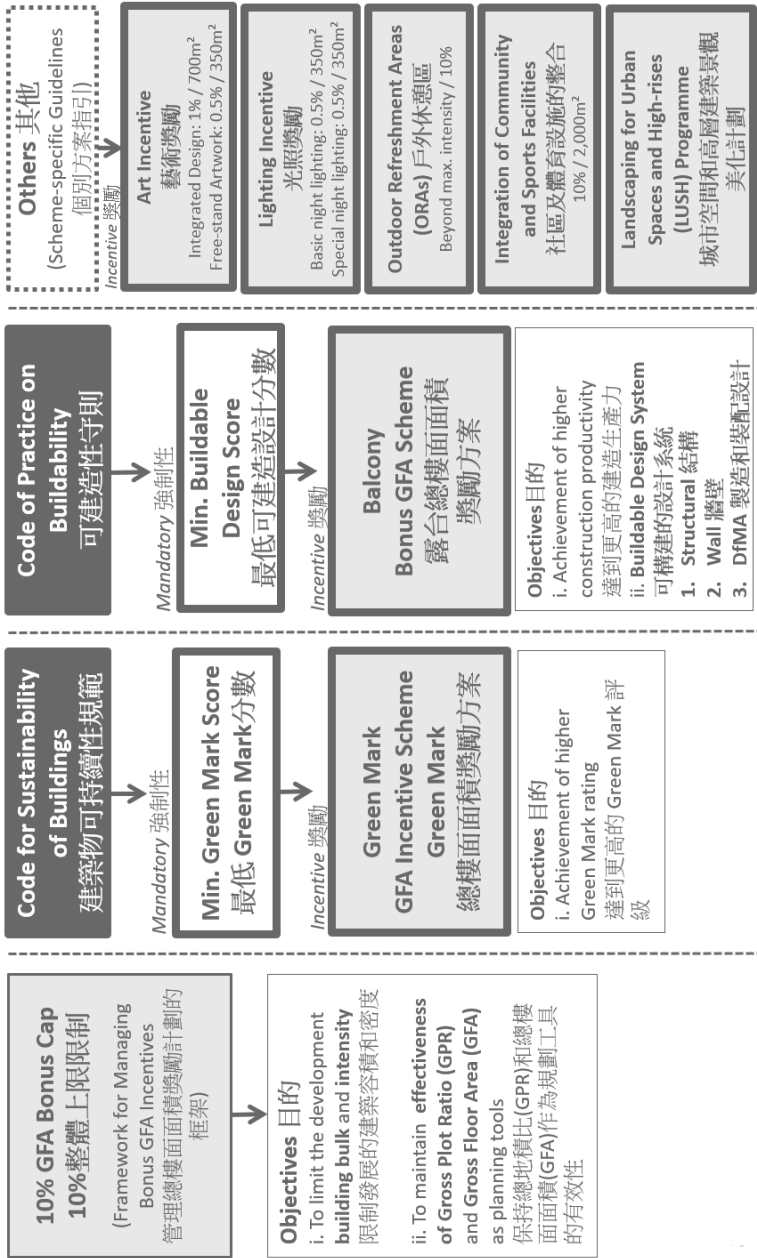 10% GFA Bonus Cap
10%整體上限限制
(Framework for Managing
Bonus GFA Incentives
管理總樓面面積獎勵計劃的
框架)
Objectives 目的
i. To limit the development
building bulk and intensity
限制發展的建築容積和密度
ii. To maintain effectiveness
of Gross Plot Ratio (GPR)
and Gross Floor Area (GFA)
as planning tools
保持總地積比(GPR)和總樓
面面積(GFA)作為規劃工具
的有效性
Code for Sustainability
of Buildings
建築物可持續性規範
Mandatory 強制性
Min. Green Mark Score
最低 Green Mark分數
Incentive 獎勵
Green Mark
GFA Incentive Scheme
Green Mark
總樓面面積獎勵方案
Objectives 目的
i. Achievement of higher
Green Mark rating
達到更高的 Green Mark 評
級
Code of Practice on
Buildability
可建造性守則
Mandatory 強制性
Min. Buildable
Design Score
最低可建造設計分數
Incentive 獎勵
Balcony
Bonus GFA Scheme
露台總樓面面積
獎勵方案
Objectives 目的
i. Achievement of higher
construction productivity
達到更高的建造生產力
ii. Buildable Design System
可構建的設計系統
1. Structural 結構
2. Wall 牆壁
3. DfMA 製造和裝配設計
Others 其他
(Scheme-specific Guidelines
個別方案指引)
Incentive 獎勵
Art Incentive
藝術獎勵
Integrated Design: 1% / 700m²
Free-stand Artwork: 0.5% / 350m²
Lighting Incentive
光照獎勵
Basic night lighting: 0.5% / 350m²
Special night lighting: 0.5% / 350m²
Outdoor Refreshment Areas
(ORAs) 戶外休憩區
Beyond max. intensity / 10%
Integration of Community
and Sports Facilities
社區及體育設施的整合
10% / 2,000m²
Landscaping for Urban
Spaces and High-rises
(LUSH) Programme
城市空間和高層建築景觀
美化計劃